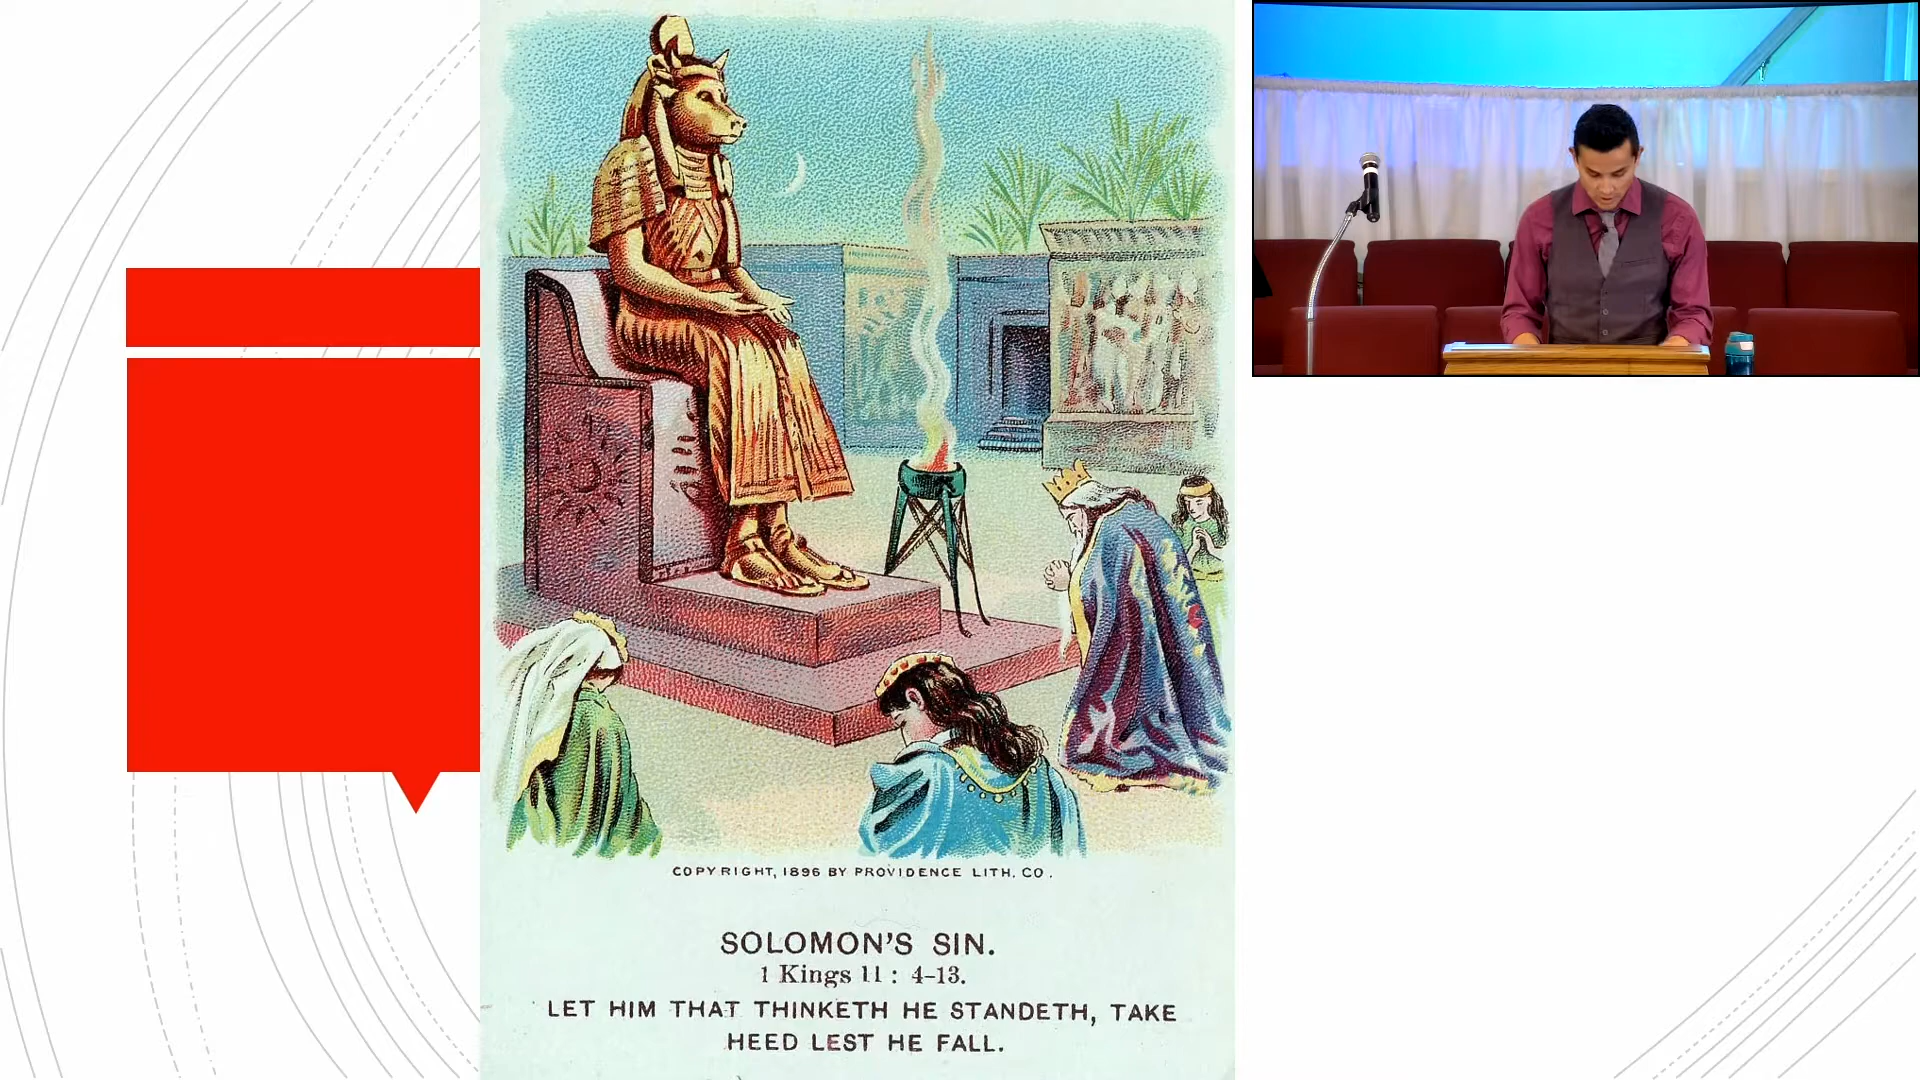 COPYRIGHT, 1896 BY PROVIDENCE LITH. CO.
SOLOMON'S SIN.
1 Kings 11: 4-13.
LET HIM THAT THINKETH HE STANDETH, TAKE
HEED LEST HE FALL.